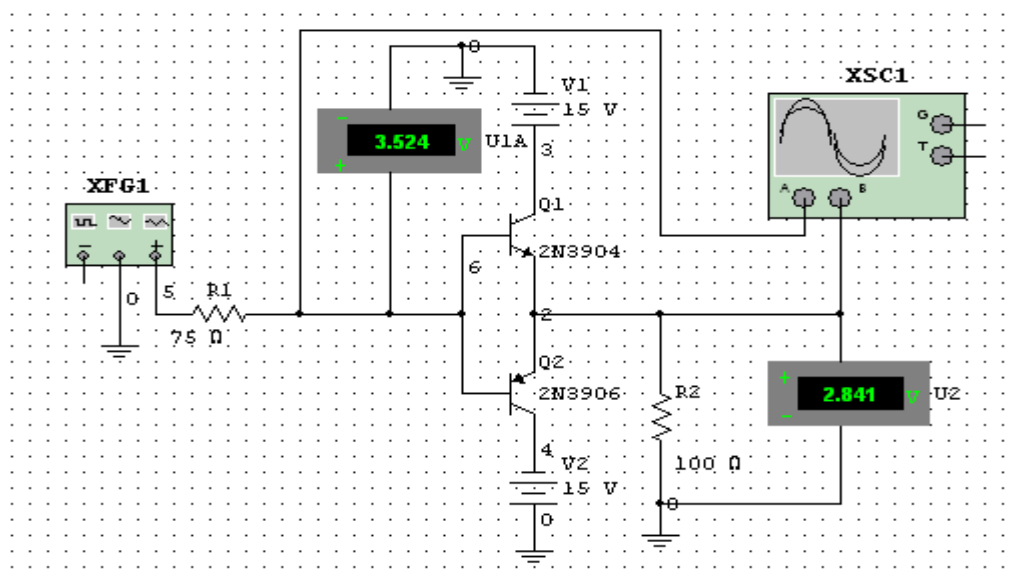 0
XSC1
V1
15 V
G
T
3.524 V
U1A
3
A
B
XFG1
Q1
2N3904
6
5
0
R1
75 Ω
2
Q2
2N3906
R2
2.841 V
U2
4
100 Ω
V2
15 V
0
0